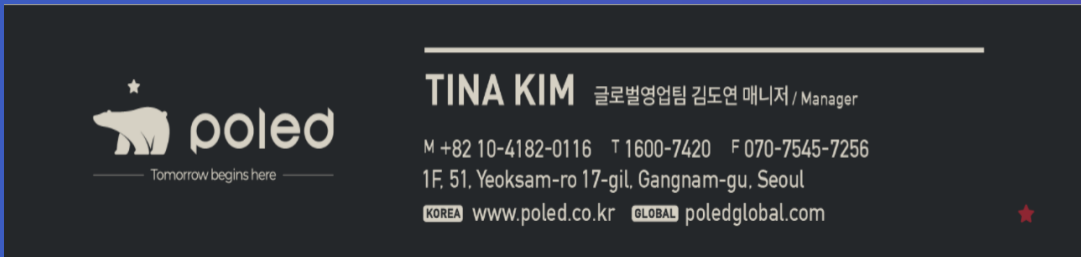 poled
Tomorrow begins here
TINA KIM 글로벌영업팀 김도연 매니저 / Manager
M +82 10-4182-0116 T 1600-7420 F 070-7545-7256
1F, 51, Yeoksam-ro 17-gil, Gangnam-gu, Seoul
KOREA www.poled.co.kr GLOBAL poledglobal.com